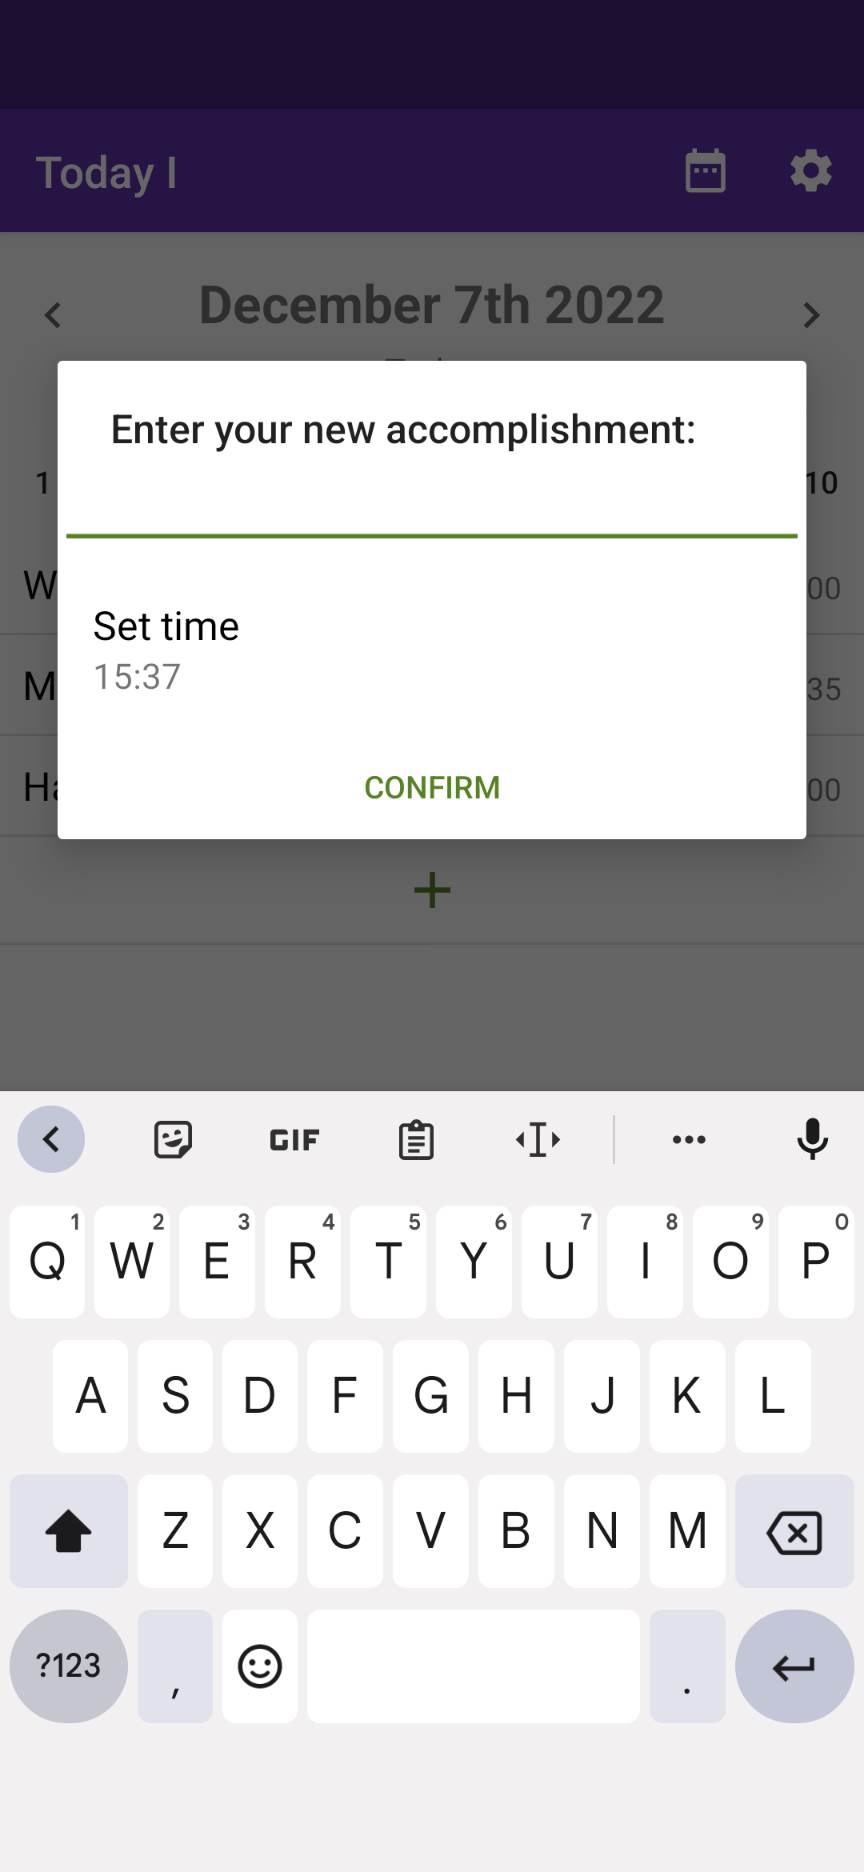 Today I
December 7th 2022
Enter your new accomplishment:
1
10
W
00
Set time
15:37
M
35
CONFIRM
00
GIF
Q 1 W 2 E 3 R 4 T 5 Y 6 U 7 I 8 O 9 P 0
A S D F G H J K L
Z X C V B N M
?123 , .